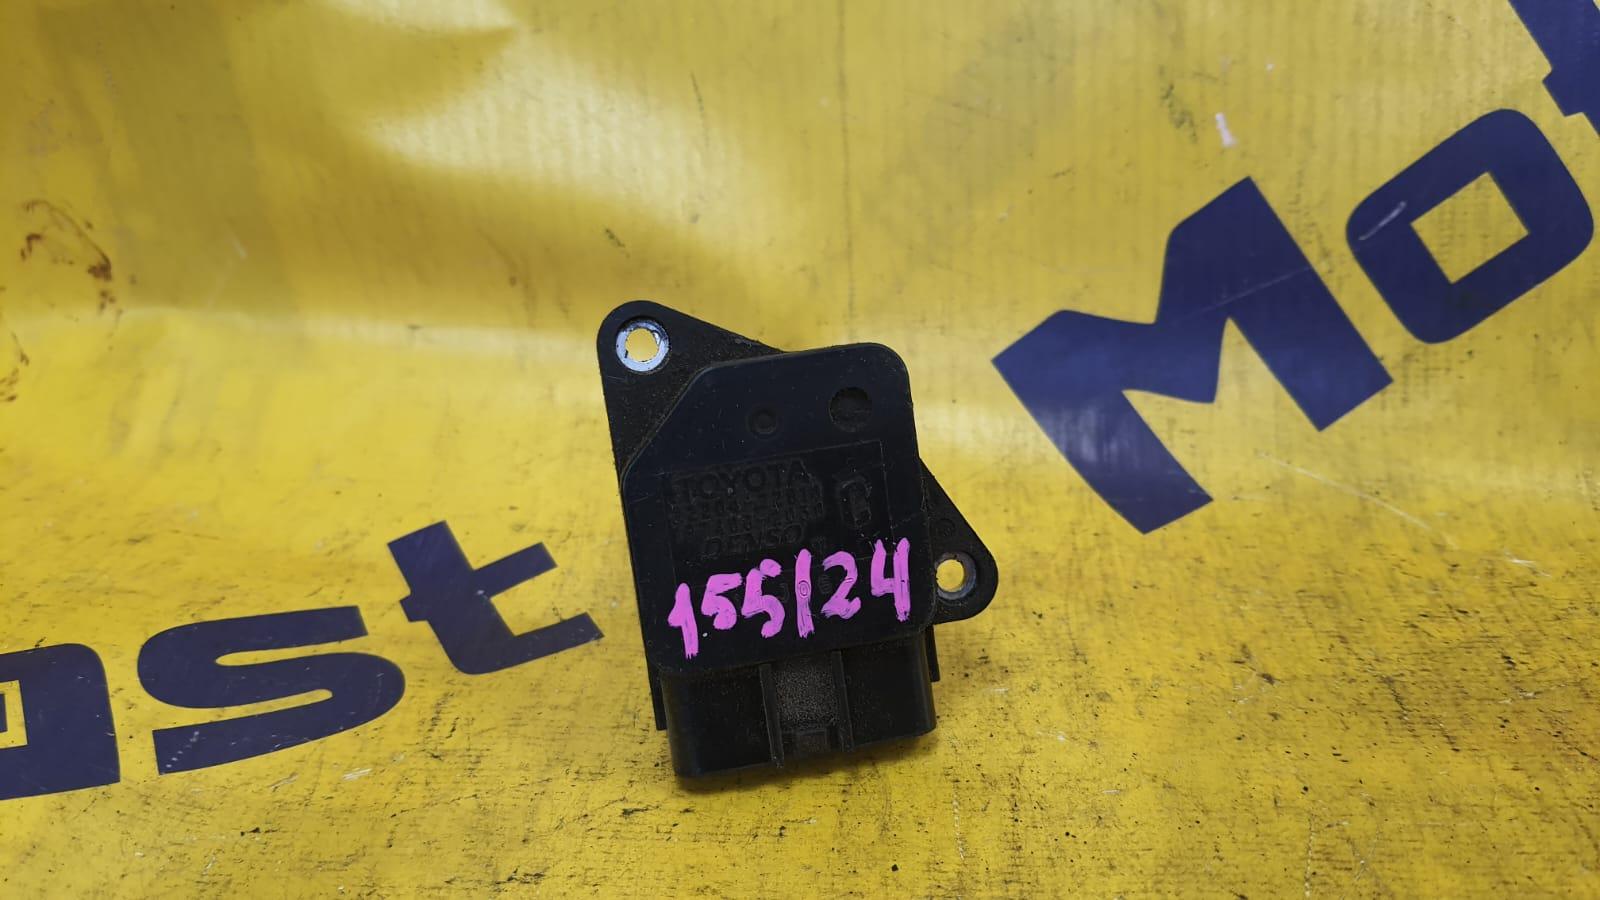 ast Mo
TOYOTA
DENSO
155/24